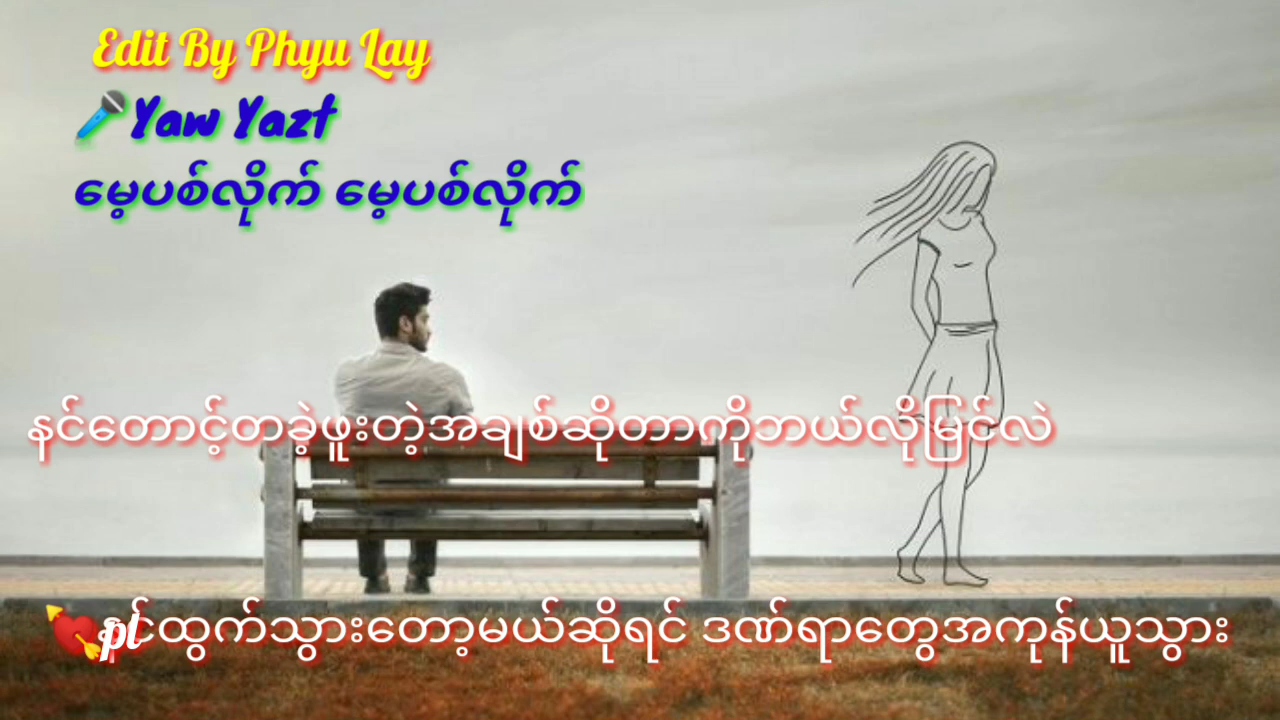 Edit By Phyu Lay
🎤Yaw Yazt
မေ့ပစ်လိုက် မေ့ပစ်လိုက်
နင်တောင့်တခဲ့ဖူးတဲ့အချစ်ဆိုတာကိုဘယ်လိုမြင်လဲ
💘နင်ထွက်သွားတော့မယ်ဆိုရင် ဒဏ်ရာတွေအကုန်ယူသွား
pl